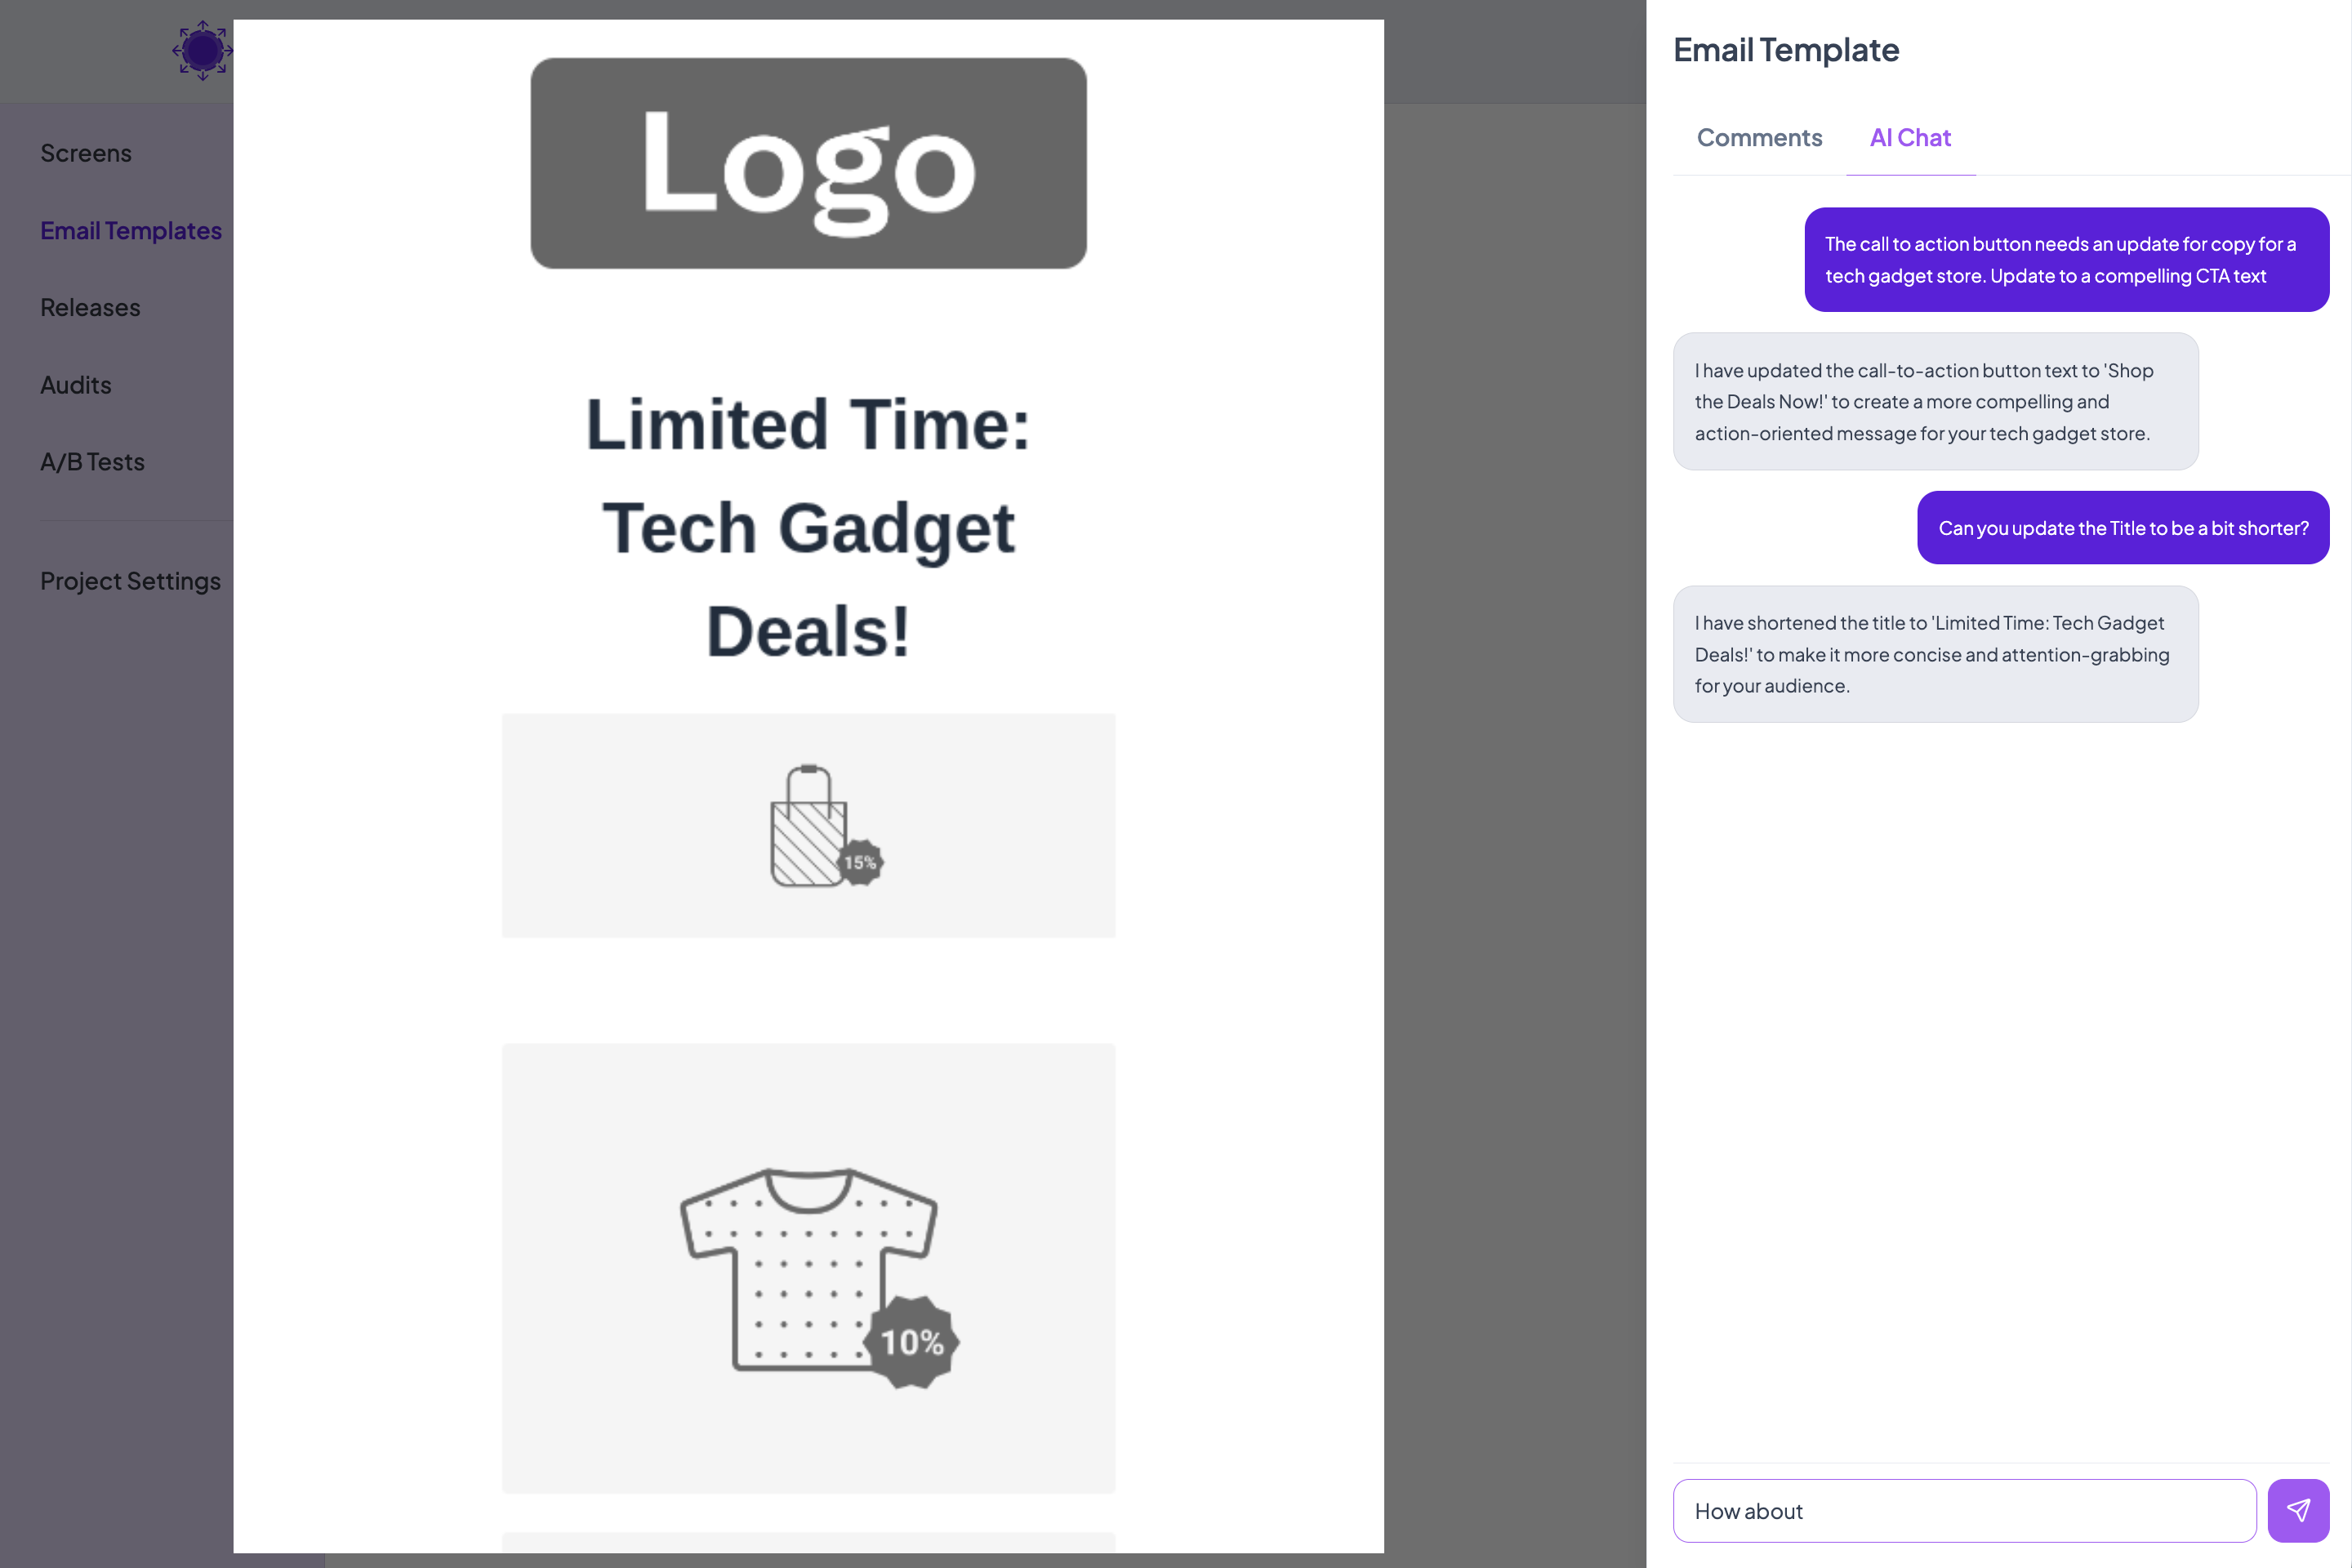 Screens
Email Templates
Releases
Audits
A/B Tests
Project Settings
Logo
Limited Time:
Tech Gadget
Deals!
15%
10%
Email Template
Comments
AI Chat
The call to action button needs an update for copy for a
tech gadget store. Update to a compelling CTA text
I have updated the call-to-action button text to 'Shop
the Deals Now!' to create a more compelling and
action-oriented message for your tech gadget store.
Can you update the Title to be a bit shorter?
I have shortened the title to 'Limited Time: Tech Gadget
Deals!' to make it more concise and attention-grabbing
for your audience.
How about